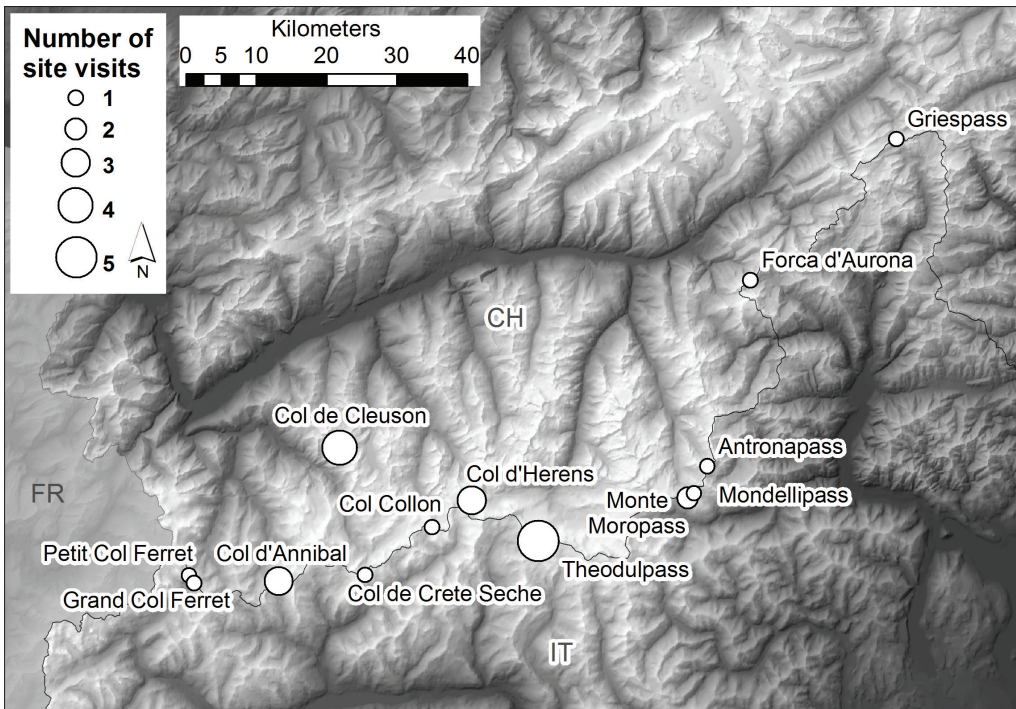 Number of
site visits
1
2
3
4
5
N
Kilometers
0 5 10 20 30 40
Griespass
Forca d'Aurona
CH
Col de Cleuson
Antronapass
Col d'Herens
FR
Col Collon
Monte
Moropass
Mondellipass
Petit Col Ferret
Col d'Annibal
Theodulpass
Grand Col Ferret
Col de Crete Seche
IT